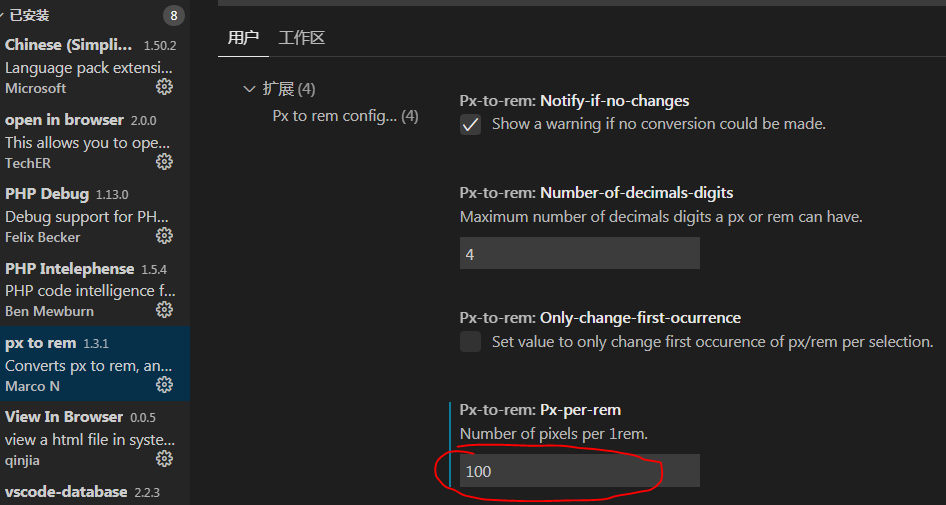 已安装
8
Chinese (Simpli... 1.50.2
Language pack extensi...
Microsoft
open in browser 2.0.0
This allows you to ope...
TechER
PHP Debug 1.13.0
Debug support for PH...
Felix Becker
PHP Intelephense 1.5.4
PHP code intelligence f...
Ben Mewburn
px to rem 1.3.1
Converts px to rem, an...
Marco N
View In Browser 0.0.5
view a html file in syste...
qinjia
vscode-database 2.2.3
用户 工作区
扩展 (4)
Px to rem config... (4)
Px-to-rem: Notify-if-no-changes
Show a warning if no conversion could be made.
Px-to-rem: Number-of-decimals-digits
Maximum number of decimals digits a px or rem can have.
4
Px-to-rem: Only-change-first-ocurrence
Set value to only change first occurence of px/rem per selection.
Px-to-rem: Px-per-rem
Number of pixels per 1rem.
100